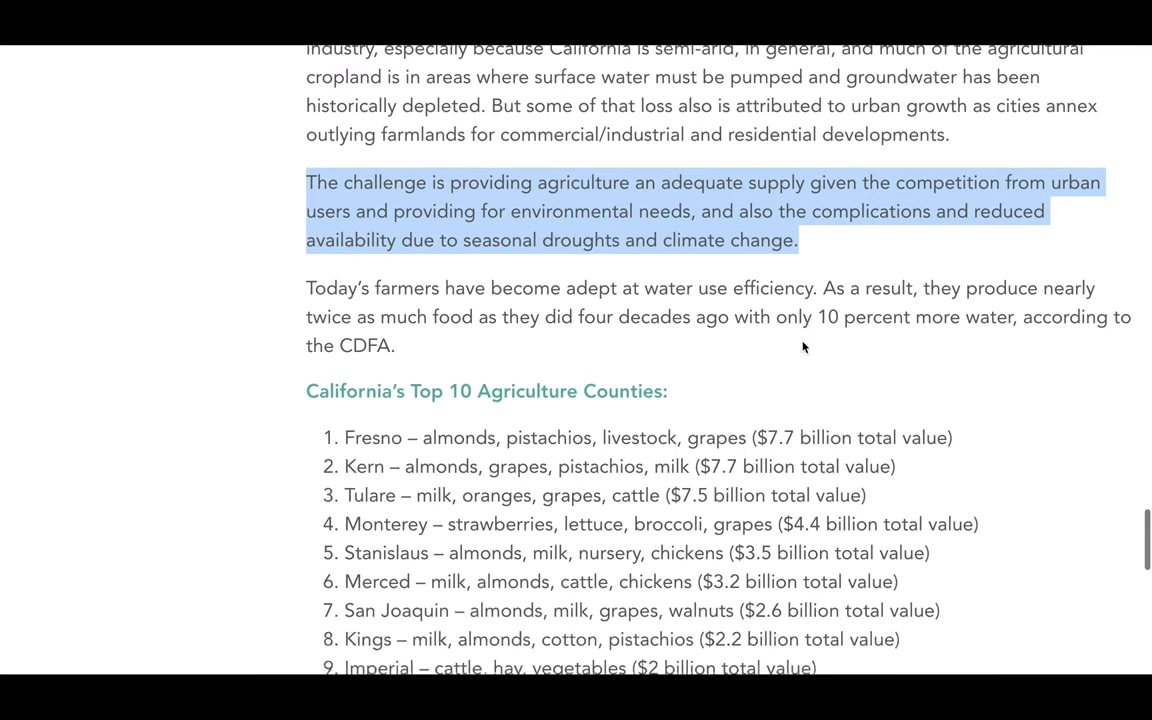 industry, especially because California is semi-arid, in general, and much of the agricultural
cropland is in areas where surface water must be pumped and groundwater has been
historically depleted. But some of that loss also is attributed to urban growth as cities annex
outlying farmlands for commercial/industrial and residential developments.
The challenge is providing agriculture an adequate supply given the competition from urban
users and providing for environmental needs, and also the complications and reduced
availability due to seasonal droughts and climate change.
Today’s farmers have become adept at water use efficiency. As a result, they produce nearly
twice as much food as they did four decades ago with only 10 percent more water, according to
the CDFA.
California’s Top 10 Agriculture Counties:
1. Fresno – almonds, pistachios, livestock, grapes ($7.7 billion total value)
2. Kern – almonds, grapes, pistachios, milk ($7.7 billion total value)
3. Tulare – milk, oranges, grapes, cattle ($7.5 billion total value)
4. Monterey – strawberries, lettuce, broccoli, grapes ($4.4 billion total value)
5. Stanislaus – almonds, milk, nursery, chickens ($3.5 billion total value)
6. Merced – milk, almonds, cattle, chickens ($3.2 billion total value)
7. San Joaquin – almonds, milk, grapes, walnuts ($2.6 billion total value)
8. Kings – milk, almonds, cotton, pistachios ($2.2 billion total value)
9. Imperial – cattle, hay, vegetables ($2 billion total value)